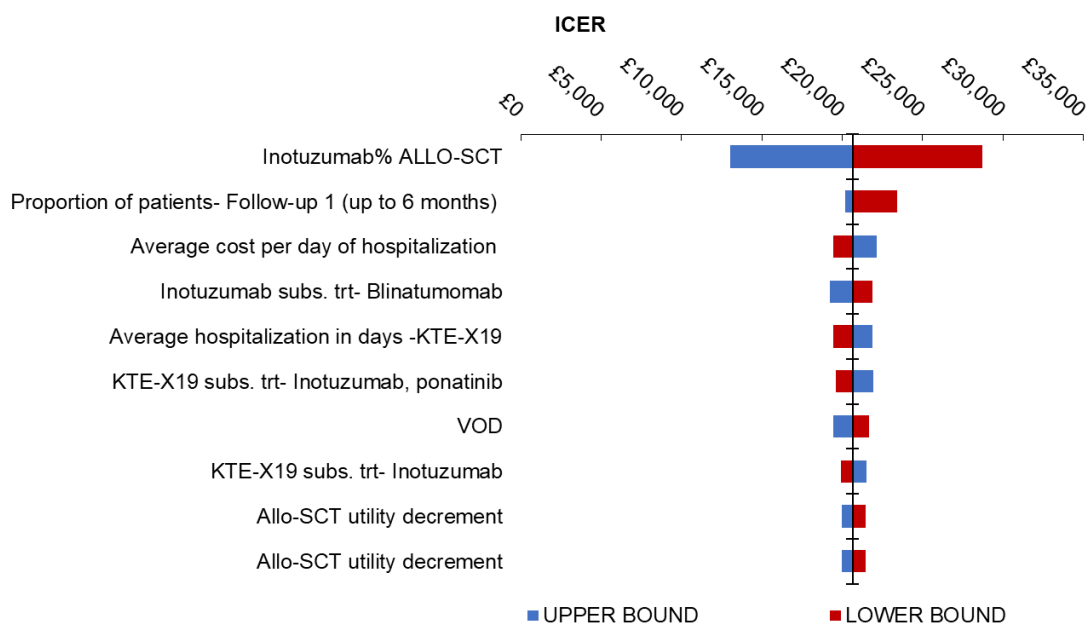 ICER
£0
£5,000
£10,000
£15,000
£20,000
£25,000
£30,000
£35,000
Inotuzumab% ALLO-SCT
Proportion of patients- Follow-up 1 (up to 6 months)
Average cost per day of hospitalization
Inotuzumab subs. trt- Blinatumomab
Average hospitalization in days -KTE-X19
KTE-X19 subs. trt- Inotuzumab, ponatinib
VOD
KTE-X19 subs. trt- Inotuzumab
Allo-SCT utility decrement
Allo-SCT utility decrement
UPPER BOUND
LOWER BOUND